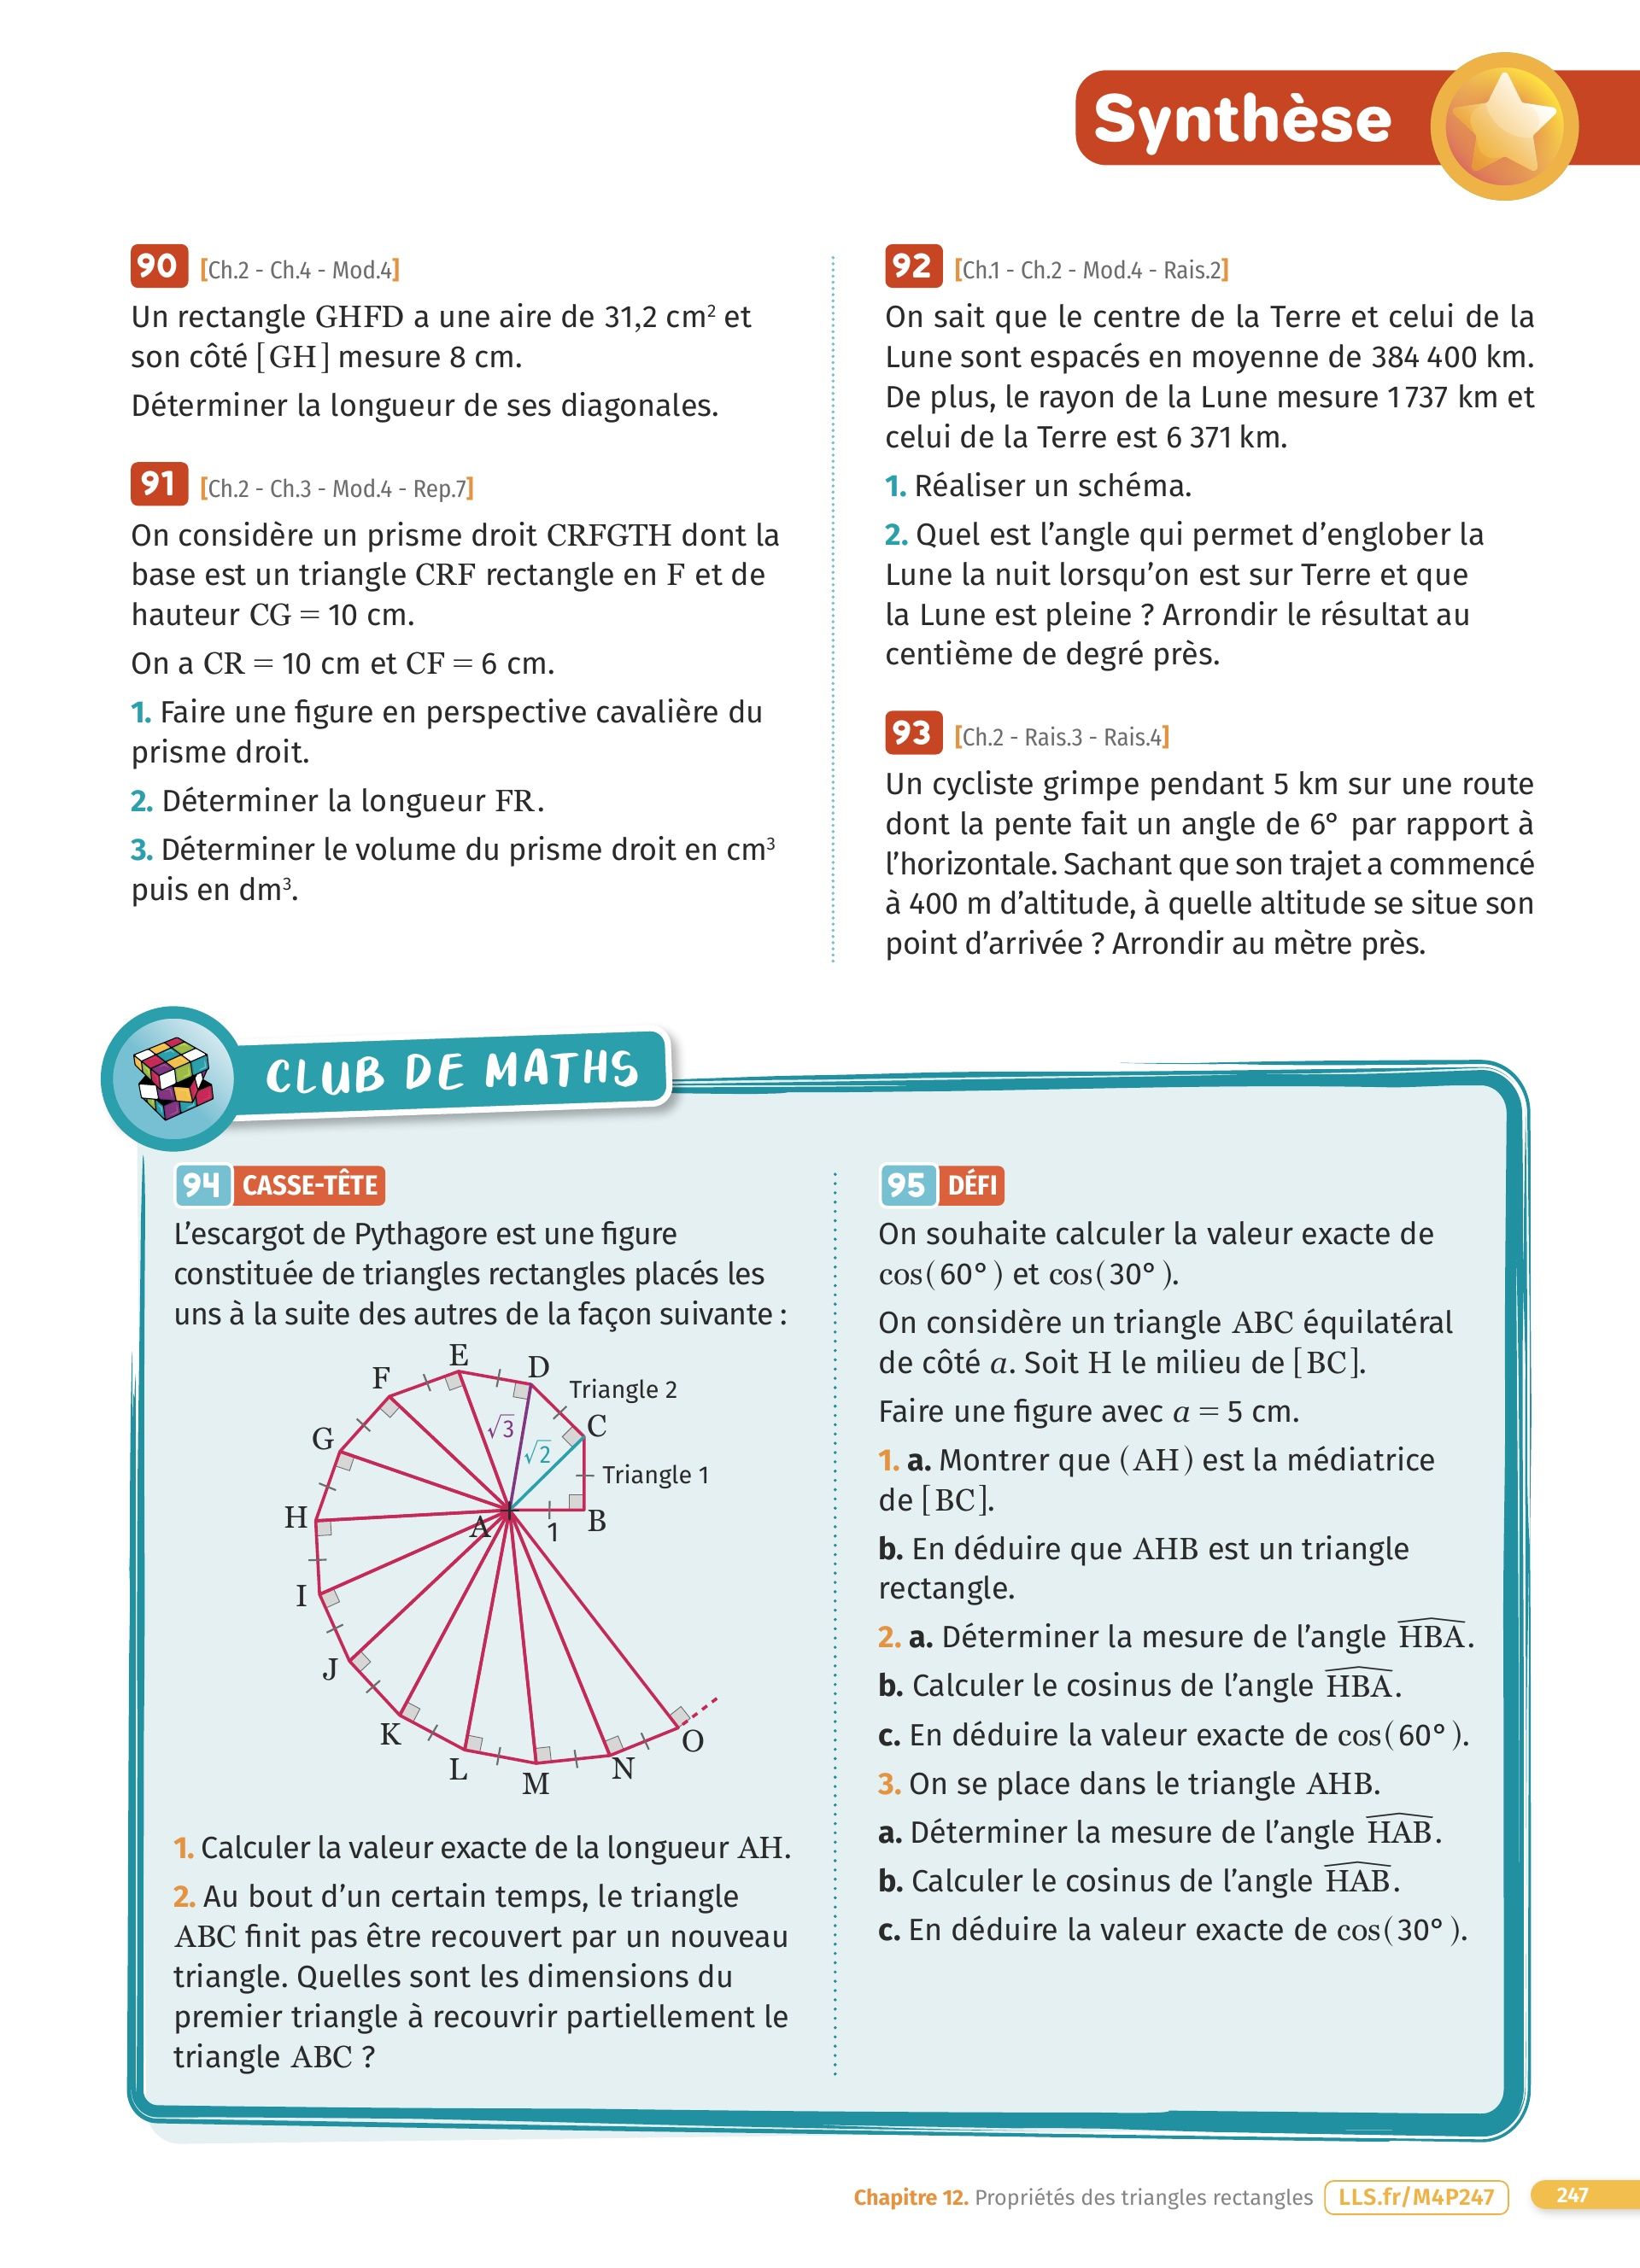 Synthèse
90 [Ch.2 - Ch.4 - Mod.4]
Un rectangle GHFD a une aire de 31,2 cm² et
son côté [GH] mesure 8 cm.
Déterminer la longueur de ses diagonales.
91 [Ch.2 - Ch.3 - Mod.4 - Rep.7]
On considère un prisme droit CRFGTH dont la
base est un triangle CRF rectangle en F et de
hauteur CG = 10 cm.
On a CR = 10 cm et CF = 6 cm.
1. Faire une figure en perspective cavalière du
prisme droit.
2. Déterminer la longueur FR.
3. Déterminer le volume du prisme droit en cm³
puis en dm³.
92 [Ch.1 - Ch.2 - Mod.4 - Rais.2]
On sait que le centre de la Terre et celui de la
Lune sont espacés en moyenne de 384 400 km.
De plus, le rayon de la Lune mesure 1 737 km et
celui de la Terre est 6 371 km.
1. Réaliser un schéma.
2. Quel est l’angle qui permet d’englober la
Lune la nuit lorsqu’on est sur Terre et que
la Lune est pleine ? Arrondir le résultat au
centième de degré près.
93 [Ch.2 - Rais.3 - Rais.4]
Un cycliste grimpe pendant 5 km sur une route
dont la pente fait un angle de 6° par rapport à
l’horizontale. Sachant que son trajet a commencé
à 400 m d’altitude, à quelle altitude se situe son
point d’arrivée ? Arrondir au mètre près.
CLUB DE MATHS
94 CASSE-TÊTE
L’escargot de Pythagore est une figure
constituée de triangles rectangles placés les
uns à la suite des autres de la façon suivante :
E
D
F
Triangle 2
C
√3
G
√2
Triangle 1
H
A
1
B
I
J
K
O
L
N
M
1. Calculer la valeur exacte de la longueur AH.
2. Au bout d’un certain temps, le triangle
ABC finit pas être recouvert par un nouveau
triangle. Quelles sont les dimensions du
premier triangle à recouvrir partiellement le
triangle ABC ?
95 DÉFI
On souhaite calculer la valeur exacte de
cos(60°) et cos(30°).
On considère un triangle ABC équilatéral
de côté a. Soit H le milieu de [BC].
Faire une figure avec a = 5 cm.
1. a. Montrer que (AH) est la médiatrice
de [BC].
b. En déduire que AHB est un triangle
rectangle.
2. a. Déterminer la mesure de l’angle HBA.
b. Calculer le cosinus de l’angle HBA.
c. En déduire la valeur exacte de cos(60°).
3. On se place dans le triangle AHB.
a. Déterminer la mesure de l’angle HAB.
b. Calculer le cosinus de l’angle HAB.
c. En déduire la valeur exacte de cos(30°).
Chapitre 12. Propriétés des triangles rectangles LLS.fr/M4P247 247